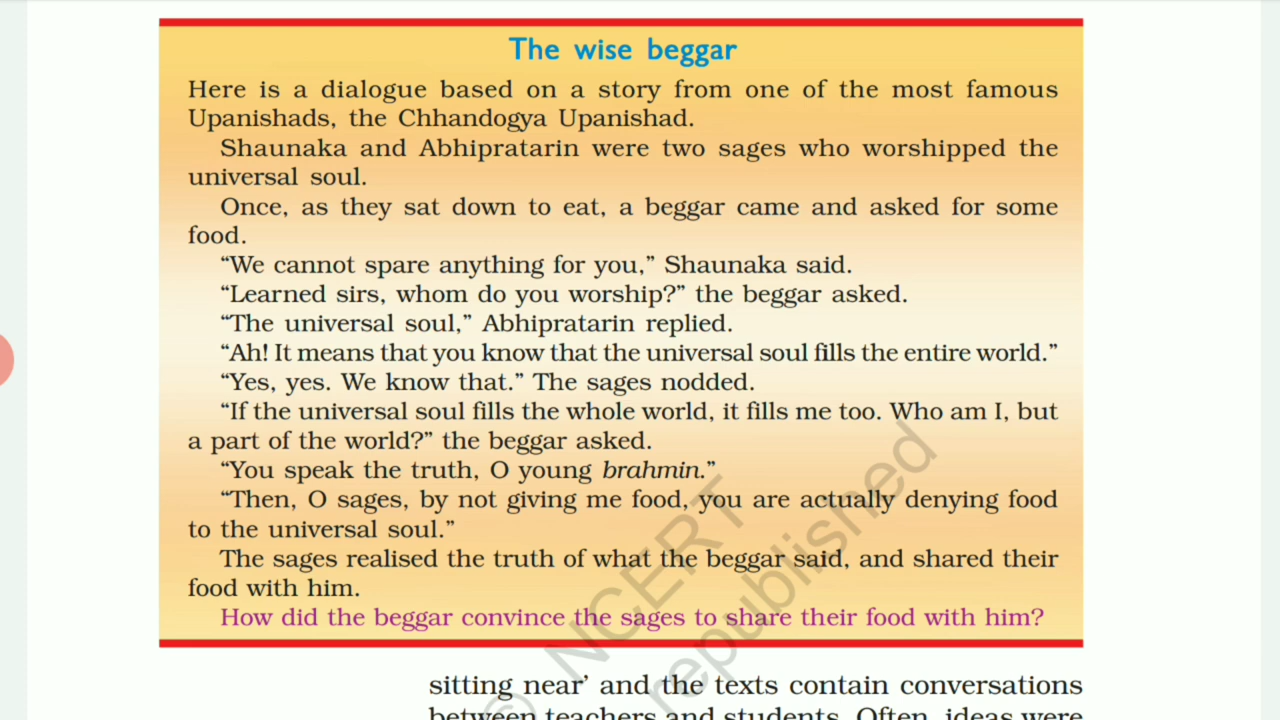 The wise beggar
Here is a dialogue based on a story from one of the most famous
Upanishads, the Chhandogya Upanishad.
Shaunaka and Abhipratarin were two sages who worshipped the
universal soul.
Once, as they sat down to eat, a beggar came and asked for some
food.
“We cannot spare anything for you,” Shaunaka said.
“Learned sirs, whom do you worship?” the beggar asked.
“The universal soul,” Abhipratarin replied.
“Ah! It means that you know that the universal soul fills the entire world.”
“Yes, yes. We know that.” The sages nodded.
“If the universal soul fills the whole world, it fills me too. Who am I, but
a part of the world?” the beggar asked.
“You speak the truth, O young brahmin.”
“Then, O sages, by not giving me food, you are actually denying food
to the universal soul.”
The sages realised the truth of what the beggar said, and shared their
food with him.
How did the beggar convince the sages to share their food with him?
© NCERT
republished
sitting near’ and the texts contain conversations
between teachers and students. Often, ideas were